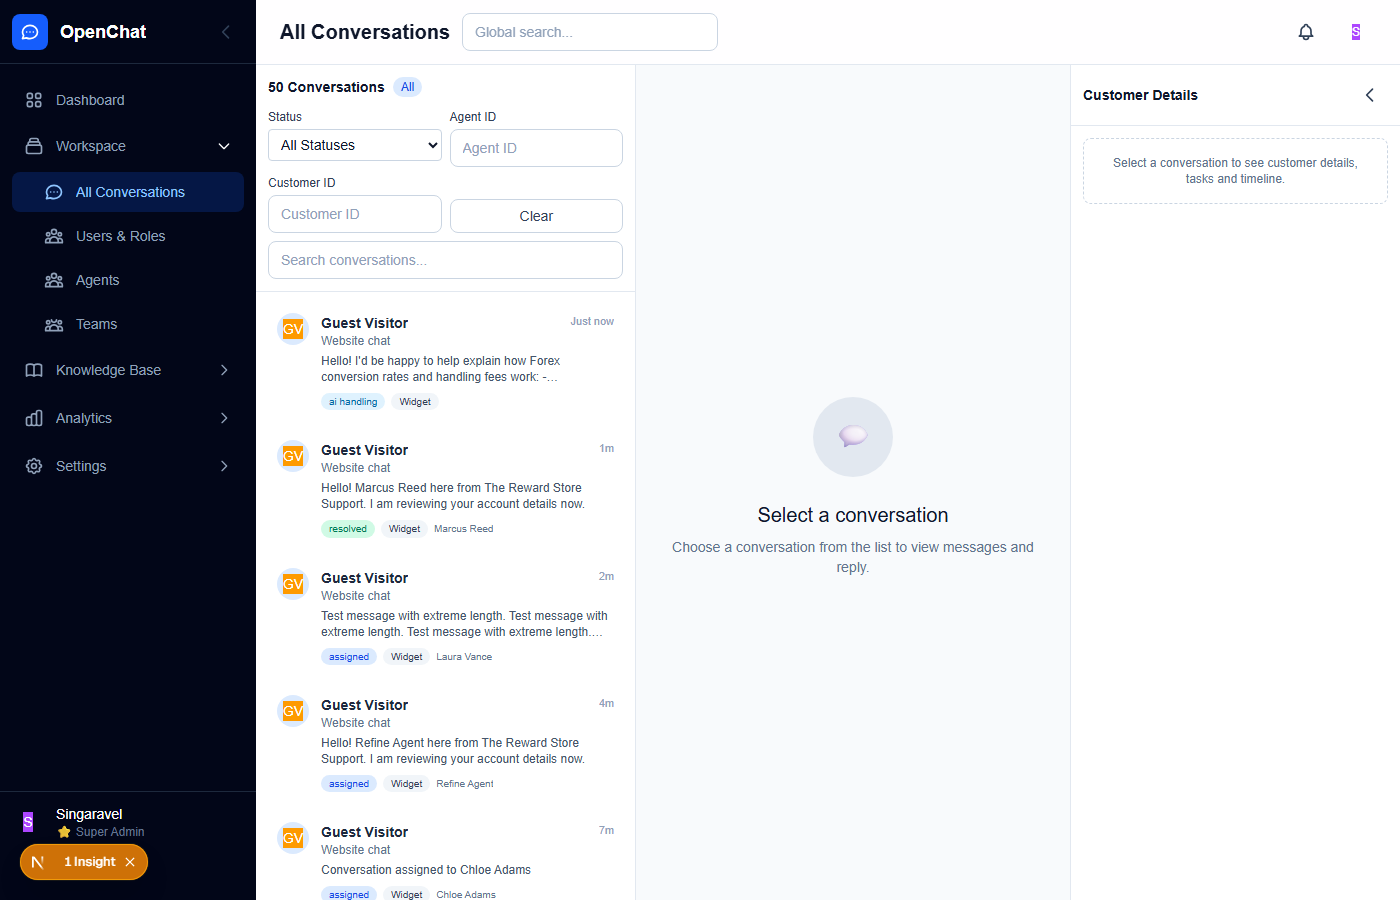 OpenChat
Dashboard
Workspace
All Conversations
Users & Roles
Agents
Teams
Knowledge Base
Analytics
Settings
S
Singaravel
Super Admin
1 Insight
All Conversations
Global search...
S
50 Conversations
All
Status
Agent ID
All Statuses
Agent ID
Customer ID
Customer ID
Clear
Search conversations...
GV
Guest Visitor
Just now
Website chat
Hello! I'd be happy to help explain how Forex
conversion rates and handling fees work: -...
ai handling
Widget
GV
Guest Visitor
1m
Website chat
Hello! Marcus Reed here from The Reward Store
Support. I am reviewing your account details now.
resolved
Widget
Marcus Reed
GV
Guest Visitor
2m
Website chat
Test message with extreme length. Test message with
extreme length. Test message with extreme length....
assigned
Widget
Laura Vance
GV
Guest Visitor
4m
Website chat
Hello! Refine Agent here from The Reward Store
Support. I am reviewing your account details now.
assigned
Widget
Refine Agent
GV
Guest Visitor
7m
Website chat
Conversation assigned to Chloe Adams
assigned
Widget
Chloe Adams
Select a conversation
Choose a conversation from the list to view messages and
reply.
Customer Details
Select a conversation to see customer details,
tasks and timeline.